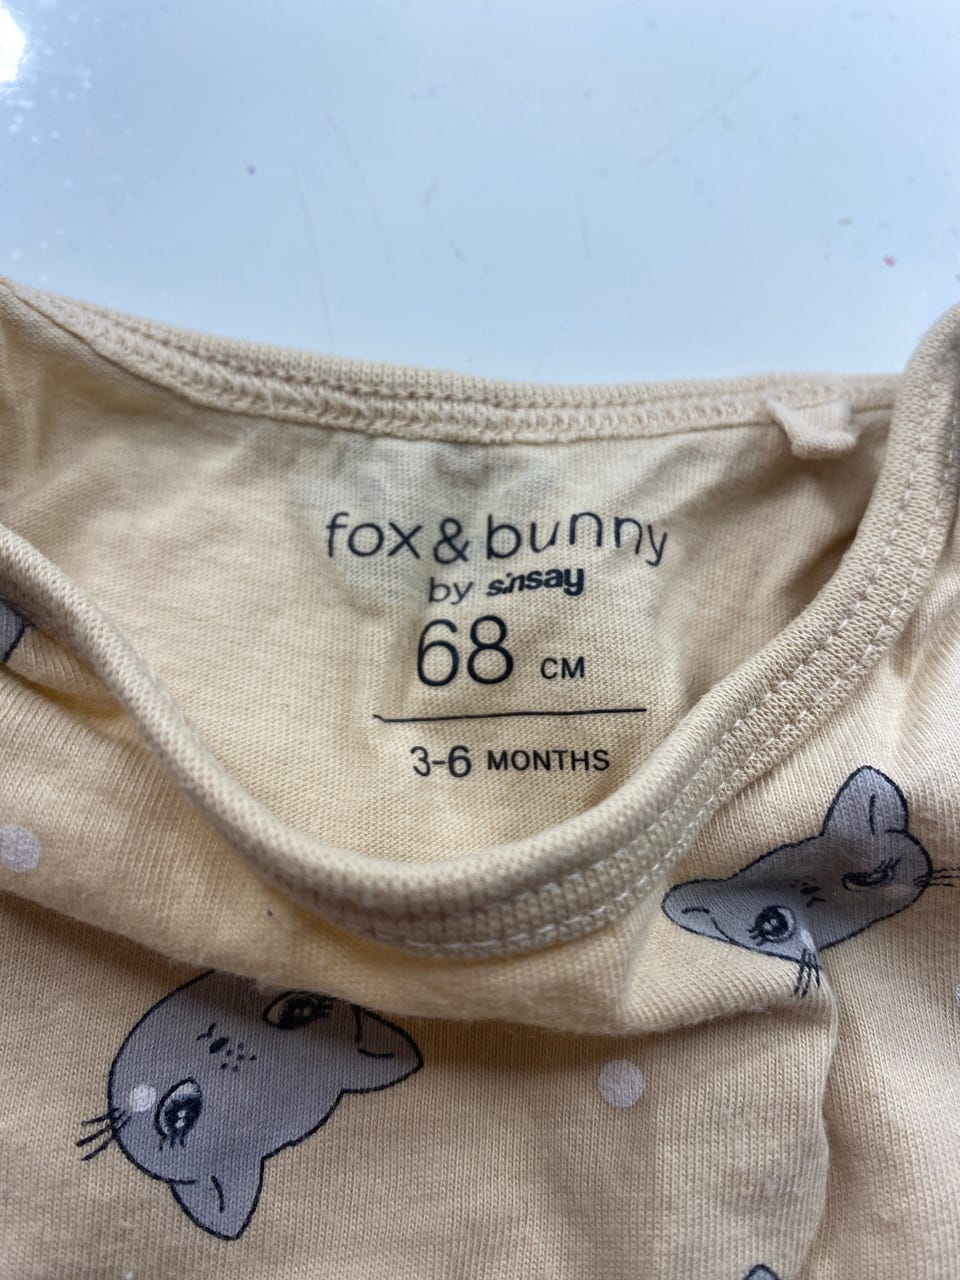 fox & bunny
by sinsay
68 CM
3-6 MONTHS